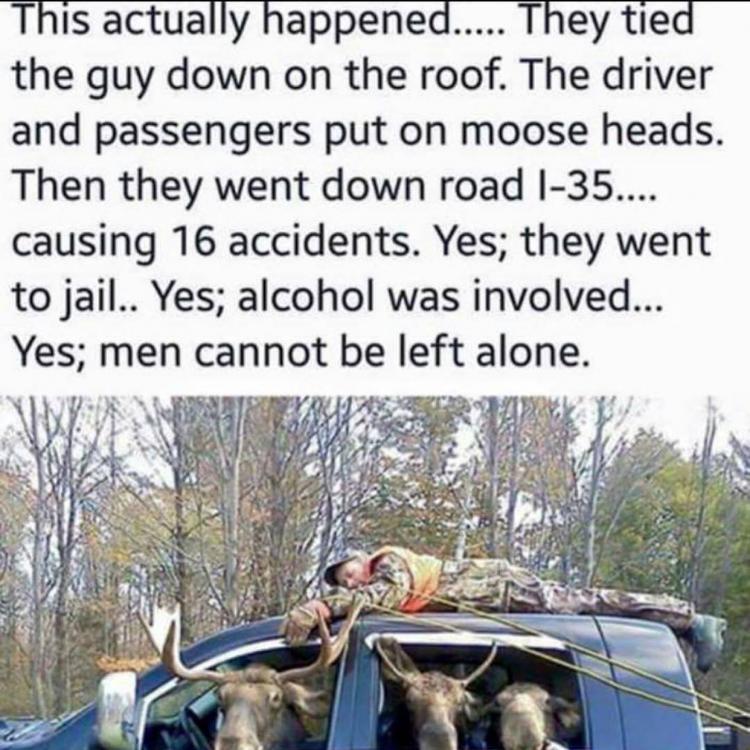 This actually happened..... They tied
the guy down on the roof. The driver
and passengers put on moose heads.
Then they went down road I-35....
causing 16 accidents. Yes; they went
to jail.. Yes; alcohol was involved...
Yes; men cannot be left alone.